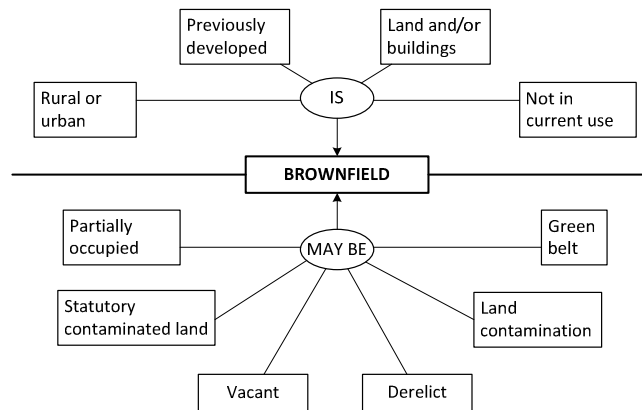 Previously
developed
Land and/or
buildings
Rural or
urban
IS
Not in
current use
BROWNFIELD
Partially
occupied
MAY BE
Green
belt
Statutory
contaminated land
Land
contamination
Vacant
Derelict